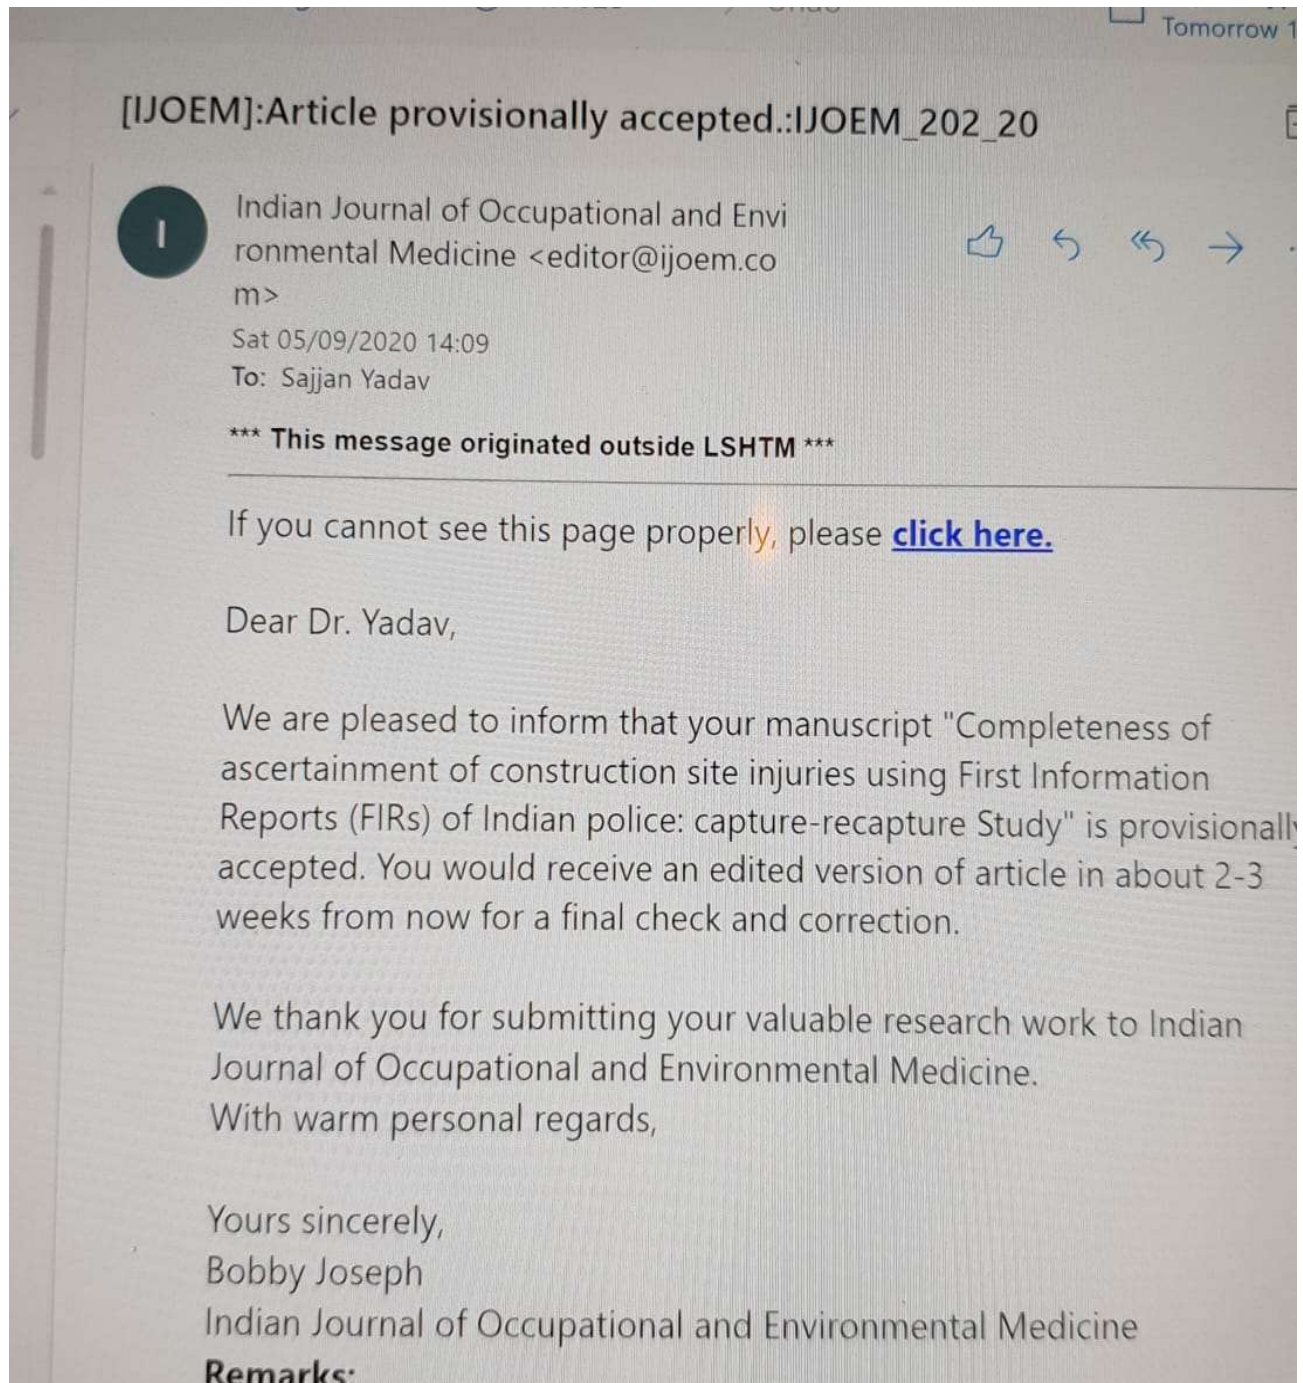 Tomorrow 1
[IJOEM]:Article provisionally accepted.:IJOEM_202_20
I
Indian Journal of Occupational and Envi
ronmental Medicine <editor@ijoem.co
m>
Sat 05/09/2020 14:09
To: Sajjan Yadav
*** This message originated outside LSHTM ***
If you cannot see this page properly, please click here.
Dear Dr. Yadav,
We are pleased to inform that your manuscript "Completeness of
ascertainment of construction site injuries using First Information
Reports (FIRs) of Indian police: capture-recapture Study" is provisionally
accepted. You would receive an edited version of article in about 2-3
weeks from now for a final check and correction.
We thank you for submitting your valuable research work to Indian
Journal of Occupational and Environmental Medicine.
With warm personal regards,
Yours sincerely,
Bobby Joseph
Indian Journal of Occupational and Environmental Medicine
Remarks: